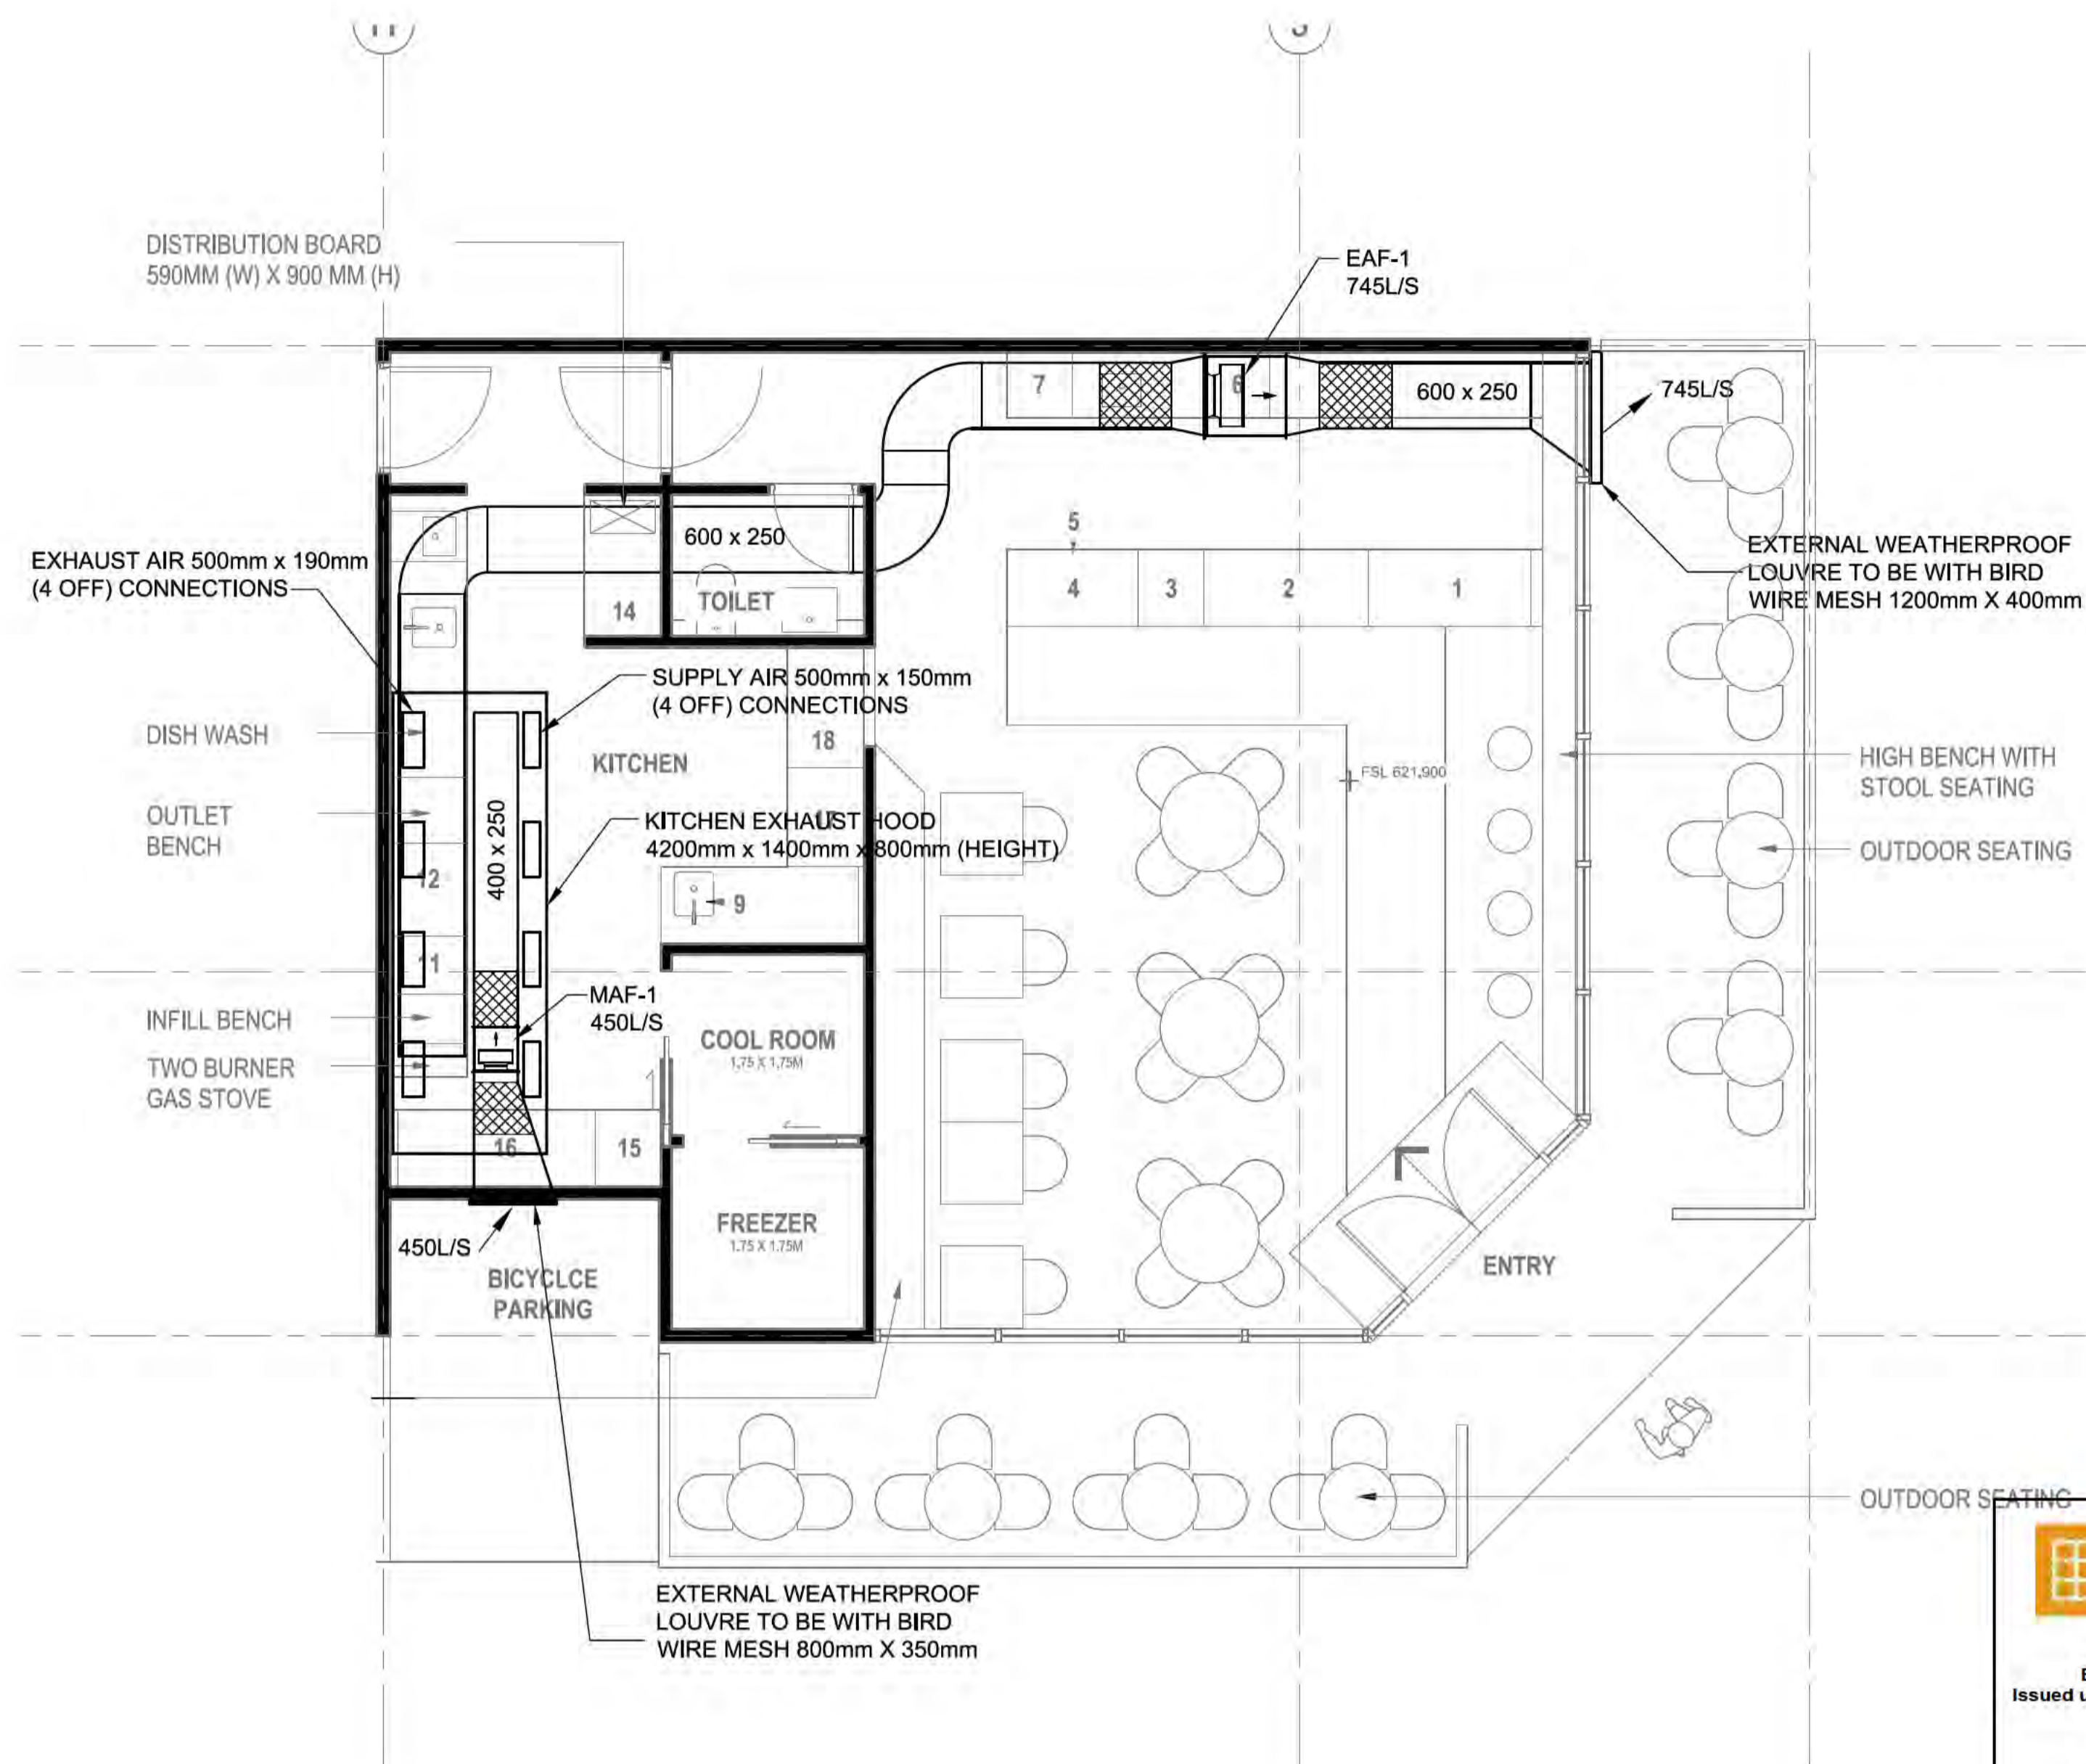 DISTRIBUTION BOARD
590MM (W) X 900 MM (H)
EAF-1
745L/S
7
6
600 x 250
745L/S
EXHAUST AIR 500mm x 190mm
(4 OFF) CONNECTIONS
600 x 250
5
4
3
2
1
EXTERNAL WEATHERPROOF
LOUVRE TO BE WITH BIRD
WIRE MESH 1200mm X 400mm
14
TOILET
SUPPLY AIR 500mm x 150mm
(4 OFF) CONNECTIONS
DISH WASH
KITCHEN
18
FSL 621,900
HIGH BENCH WITH
STOOL SEATING
OUTLET
BENCH
400 x 250
17
KITCHEN EXHAUST HOOD
4200mm x 1400mm x 800mm (HEIGHT)
OUTDOOR SEATING
12
9
11
MAF-1
450L/S
INFILL BENCH
COOL ROOM
1.75 X 1.75M
TWO BURNER
GAS STOVE
16
15
FREEZER
1.75 X 1.75M
450L/S
BICYCLCE
PARKING
ENTRY
OUTDOOR SEATING
EXTERNAL WEATHERPROOF
LOUVRE TO BE WITH BIRD
WIRE MESH 800mm X 350mm
Issued